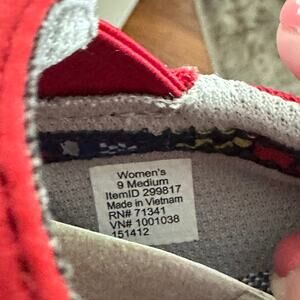 Women's
9 Medium
ItemID 299817
Made in Vietnam
RN# 71341
VN# 1001038
151412